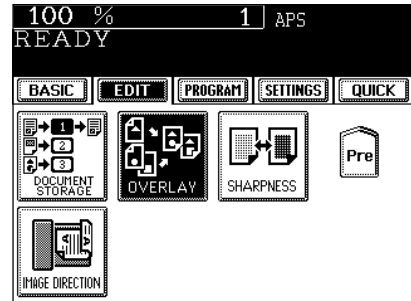 100 % 1 APS
READY
BASIC EDIT PROGRAM SETTINGS QUICK
1
2
3
DOCUMENT
STORAGE
OVERLAY
SHARPNESS
Pre
A
IMAGE DIRECTION